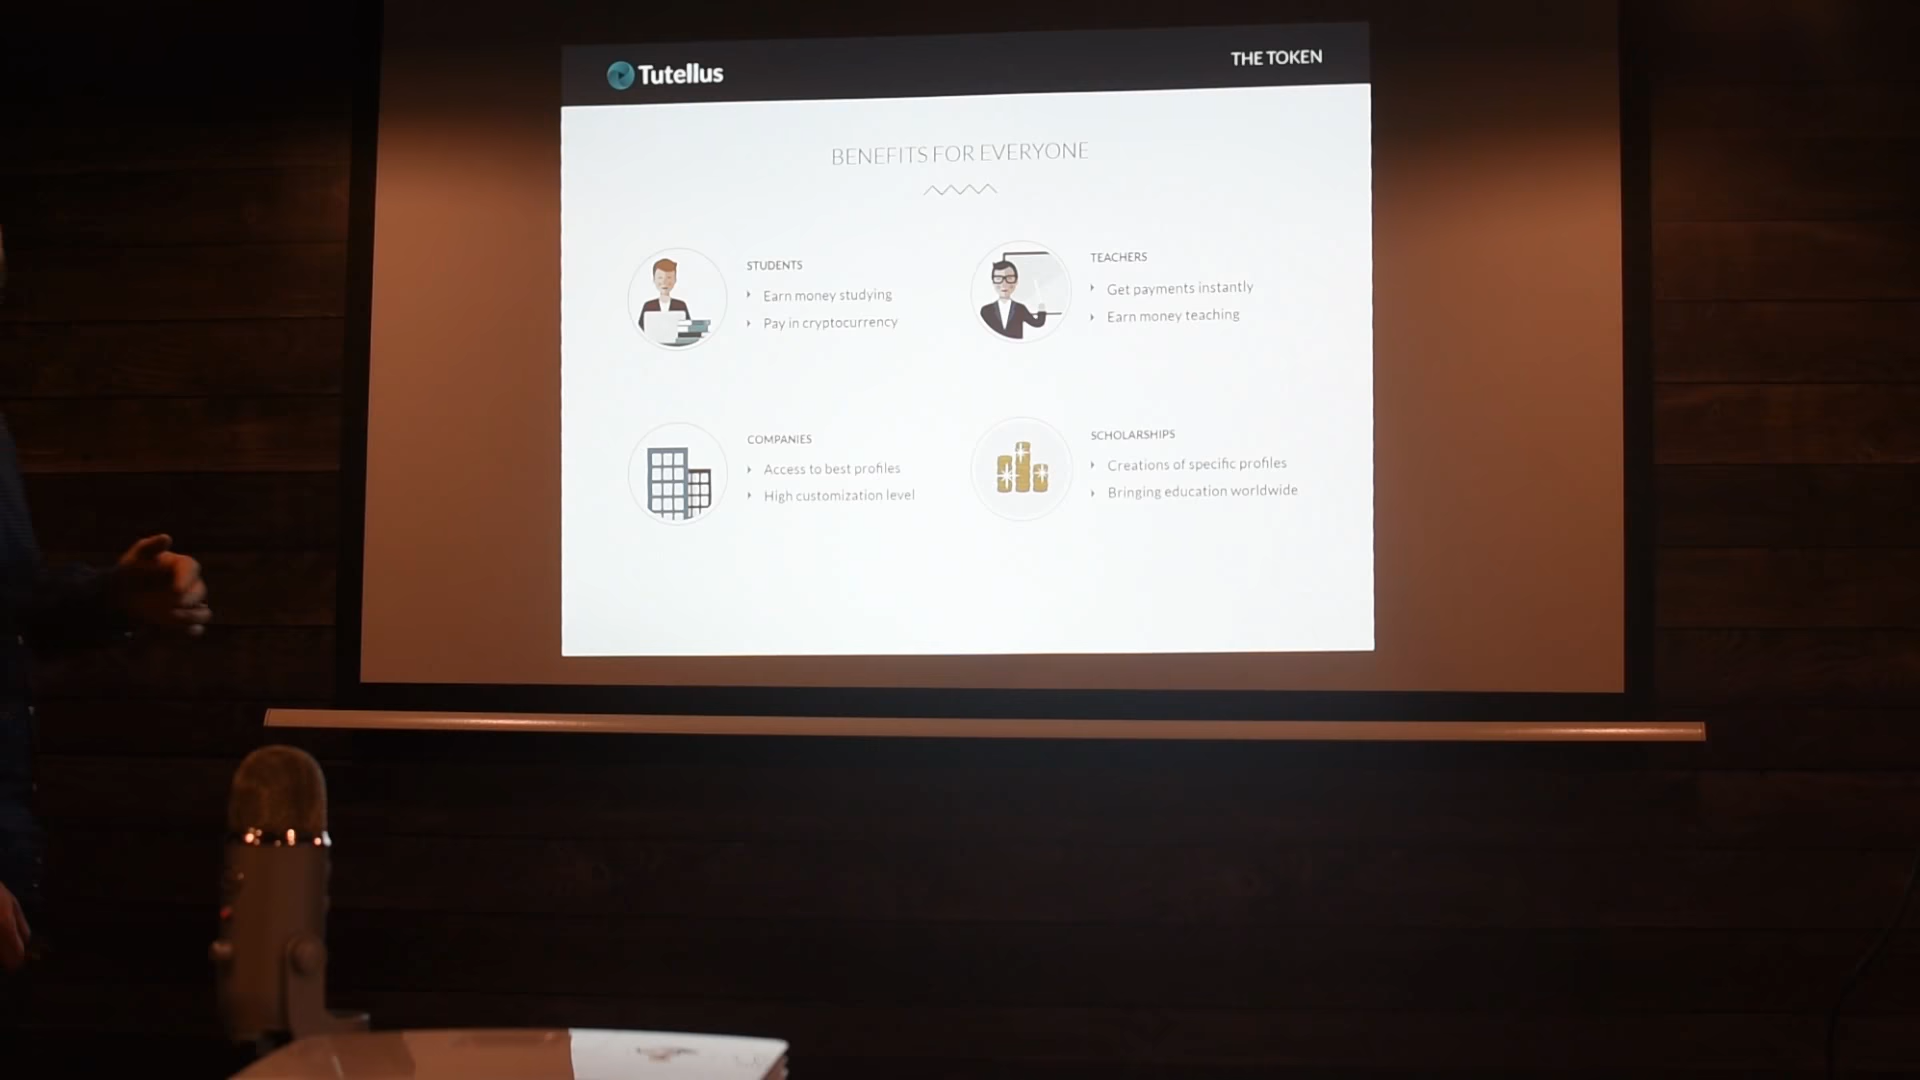 Tutellus
THE TOKEN
BENEFITS FOR EVERYONE
STUDENTS
Earn money studying
Pay in cryptocurrency
TEACHERS
Get payments instantly
Earn money teaching
COMPANIES
Access to best profiles
High customization level
SCHOLARSHIPS
Creations of specific profiles
Bringing education worldwide